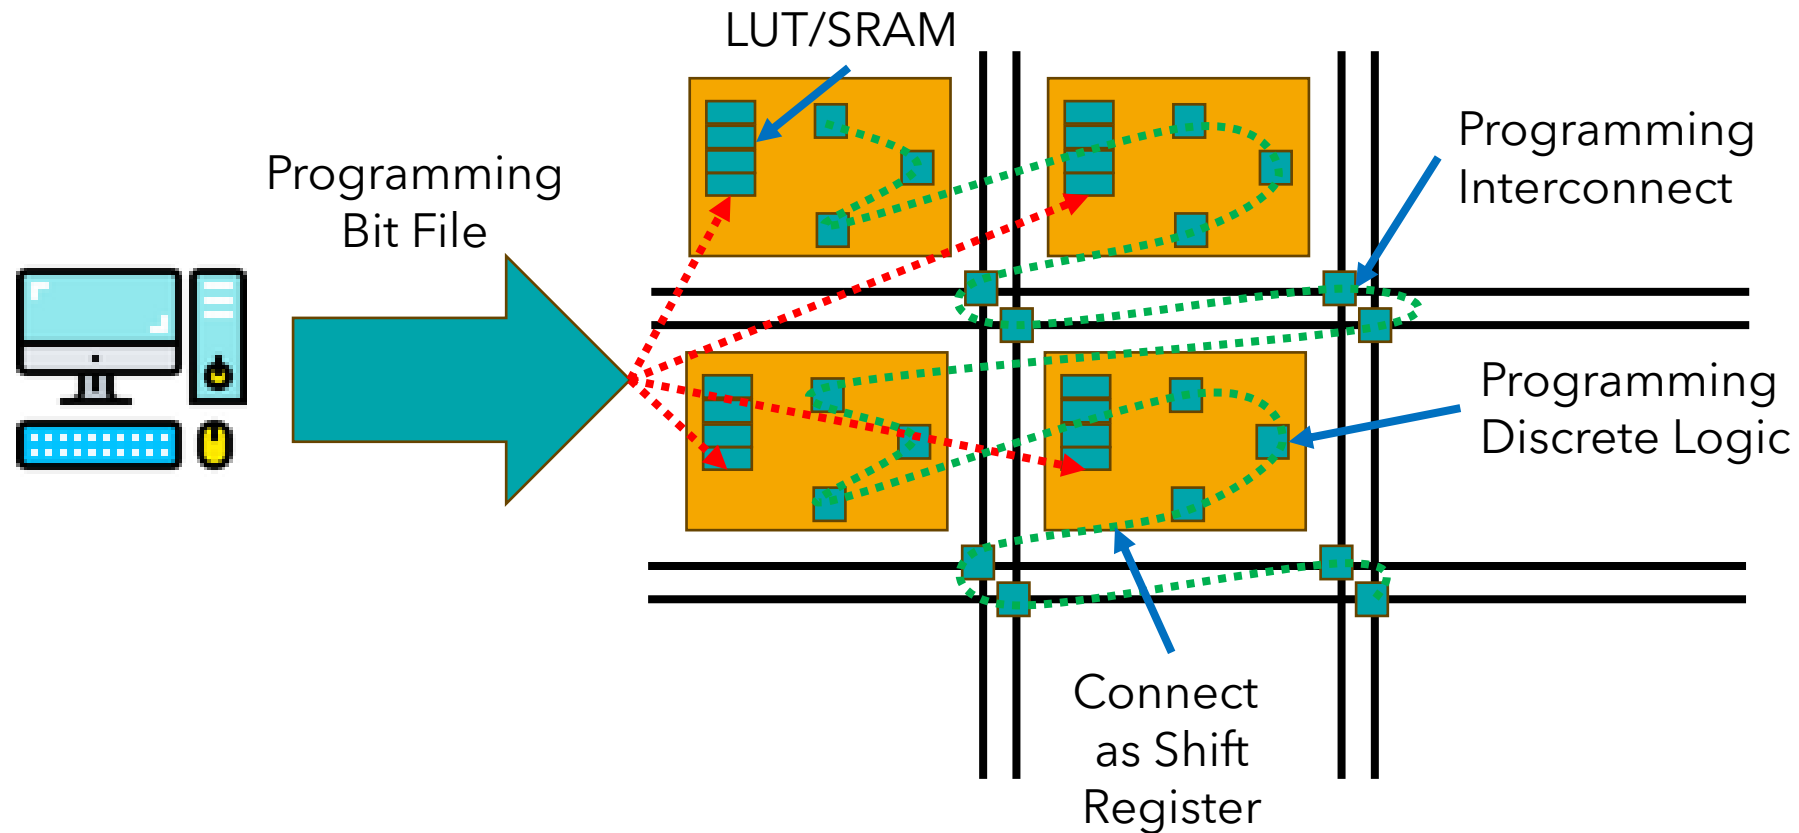 LUT/SRAM
Programming
Bit File
Programming
Interconnect
Programming
Discrete Logic
Connect
as Shift
Register